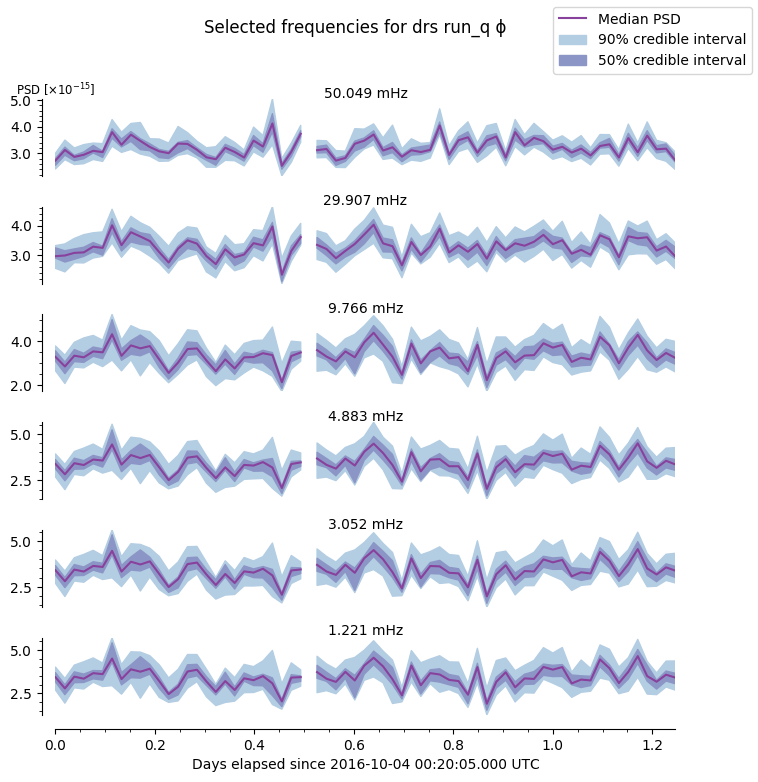 Selected frequencies for drs run_q ϕ
Median PSD
90% credible interval
50% credible interval
PSD [×10⁻¹⁵]
50.049 mHz
5.0
4.0
3.0
29.907 mHz
4.0
3.0
9.766 mHz
4.0
2.0
4.883 mHz
5.0
2.5
3.052 mHz
5.0
2.5
1.221 mHz
5.0
2.5
0.0 0.2 0.4 0.6 0.8 1.0 1.2
Days elapsed since 2016-10-04 00:20:05.000 UTC